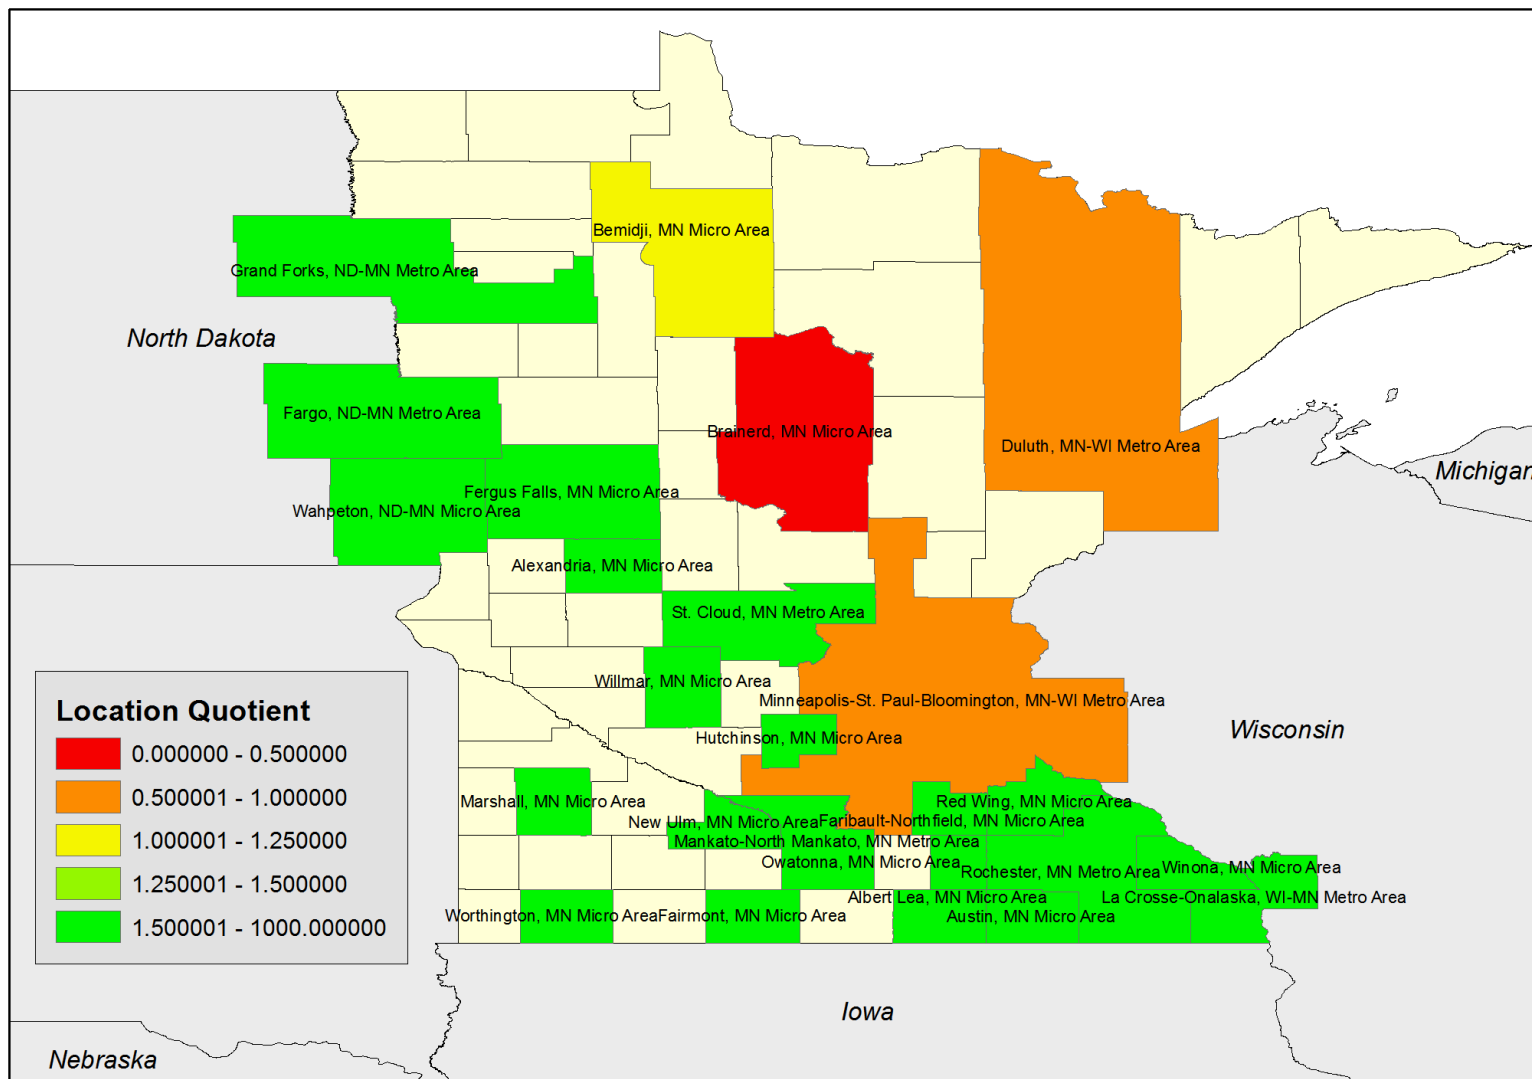 Bemidji, MN Micro Area
Grand Forks, ND-MN Metro Area
North Dakota
Fargo, ND-MN Metro Area
Brainerd, MN Micro Area
Duluth, MN-WI Metro Area
Michigan
Fergus Falls, MN Micro Area
Wahpeton, ND-MN Micro Area
Alexandria, MN Micro Area
St. Cloud, MN Metro Area
Willmar, MN Micro Area
Minneapolis-St. Paul-Bloomington, MN-WI Metro Area
Wisconsin
Hutchinson, MN Micro Area
Location Quotient
0.000000 - 0.500000
0.500001 - 1.000000
1.000001 - 1.250000
1.250001 - 1.500000
1.500001 - 1000.000000
Marshall, MN Micro Area
Red Wing, MN Micro Area
New Ulm, MN Micro Area
Faribault-Northfield, MN Micro Area
Mankato-North Mankato, MN Metro Area
Owatonna, MN Micro Area
Rochester, MN Metro Area
Winona, MN Micro Area
Albert Lea, MN Micro Area
La Crosse-Onalaska, WI-MN Metro Area
Worthington, MN Micro Area
Fairmont, MN Micro Area
Austin, MN Micro Area
Iowa
Nebraska